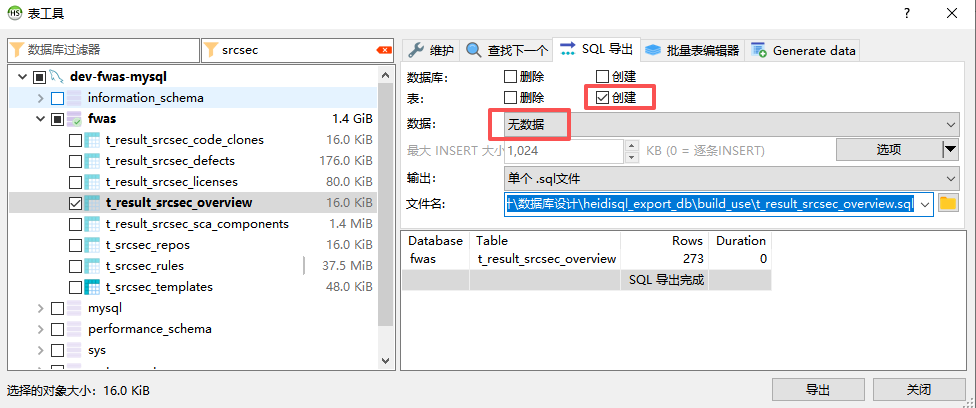 HS 表工具 ?
数据库过滤器 srcsec
维护 查找下一个 SQL 导出 批量表编辑器 Generate data
dev-fwas-mysql
information_schema
fwas 1.4 GiB
t_result_srcsec_code_clones 16.0 KiB
t_result_srcsec_defects 176.0 KiB
t_result_srcsec_licenses 80.0 KiB
t_result_srcsec_overview 16.0 KiB
t_result_srcsec_sca_components 1.4 MiB
t_srcsec_repos 16.0 KiB
t_srcsec_rules 37.5 MiB
t_srcsec_templates 48.0 KiB
mysql
performance_schema
sys
数据库: 删除 创建
表: 删除 创建
数据: 无数据
最大 INSERT 大小 1,024 KB (0 = 逐条INSERT) 选项
输出: 单个 .sql文件
文件名: \数据库设计\heidisql_export_db\build_use\t_result_srcsec_overview.sql
Database Table Rows Duration
fwas t_result_srcsec_overview 273 0
SQL 导出完成
选择的对象大小: 16.0 KiB 导出 关闭